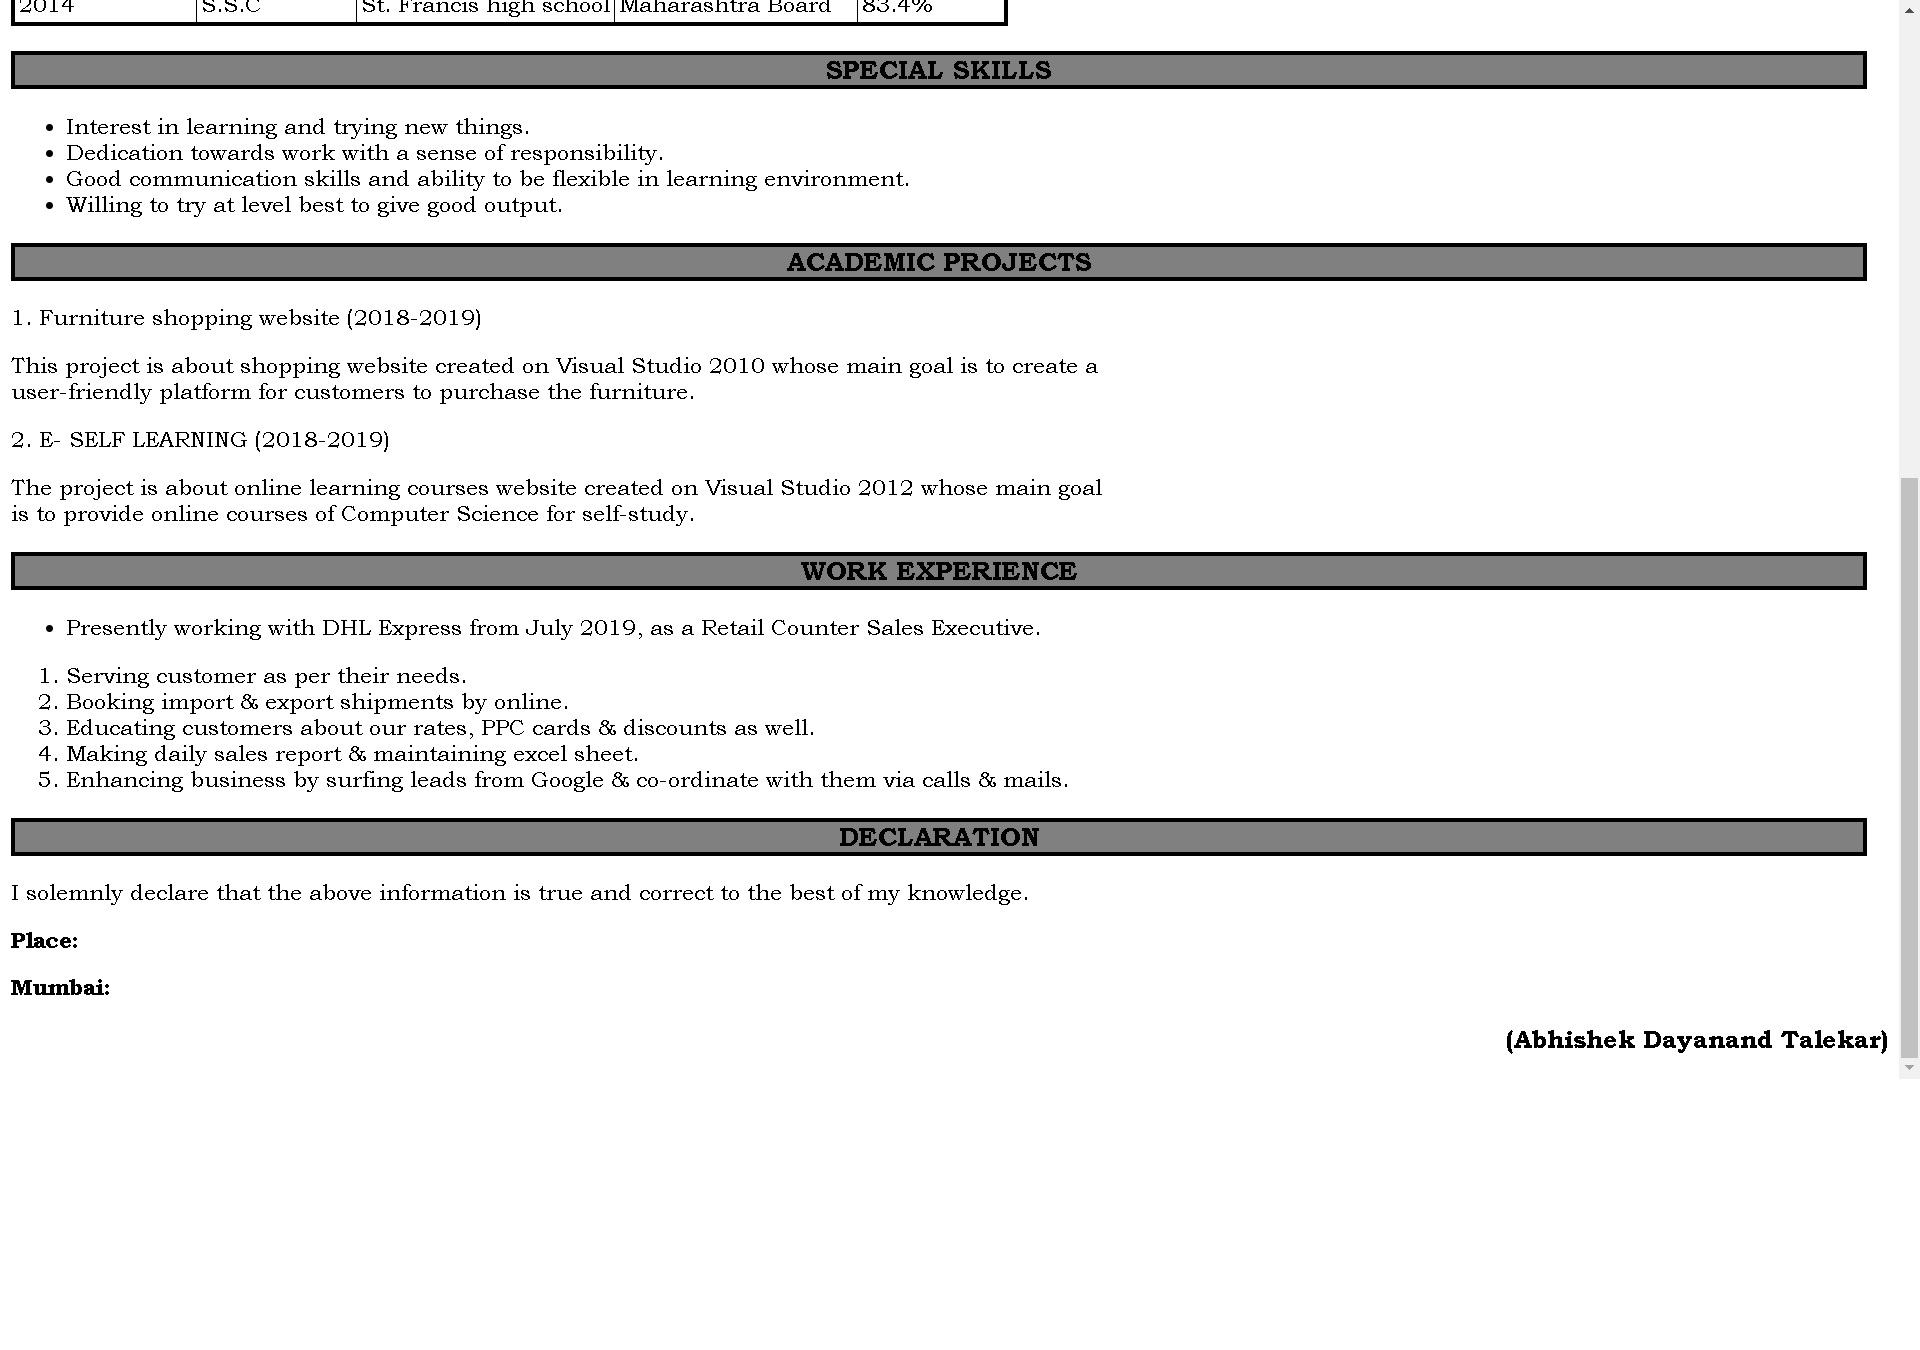 2014 S.S.C St. Francis high school Maharashtra Board 83.4%
SPECIAL SKILLS
• Interest in learning and trying new things.
• Dedication towards work with a sense of responsibility.
• Good communication skills and ability to be flexible in learning environment.
• Willing to try at level best to give good output.
ACADEMIC PROJECTS
1. Furniture shopping website (2018-2019)
This project is about shopping website created on Visual Studio 2010 whose main goal is to create a
user-friendly platform for customers to purchase the furniture.
2. E- SELF LEARNING (2018-2019)
The project is about online learning courses website created on Visual Studio 2012 whose main goal
is to provide online courses of Computer Science for self-study.
WORK EXPERIENCE
• Presently working with DHL Express from July 2019, as a Retail Counter Sales Executive.
1. Serving customer as per their needs.
2. Booking import & export shipments by online.
3. Educating customers about our rates, PPC cards & discounts as well.
4. Making daily sales report & maintaining excel sheet.
5. Enhancing business by surfing leads from Google & co-ordinate with them via calls & mails.
DECLARATION
I solemnly declare that the above information is true and correct to the best of my knowledge.
Place:
Mumbai:
(Abhishek Dayanand Talekar)